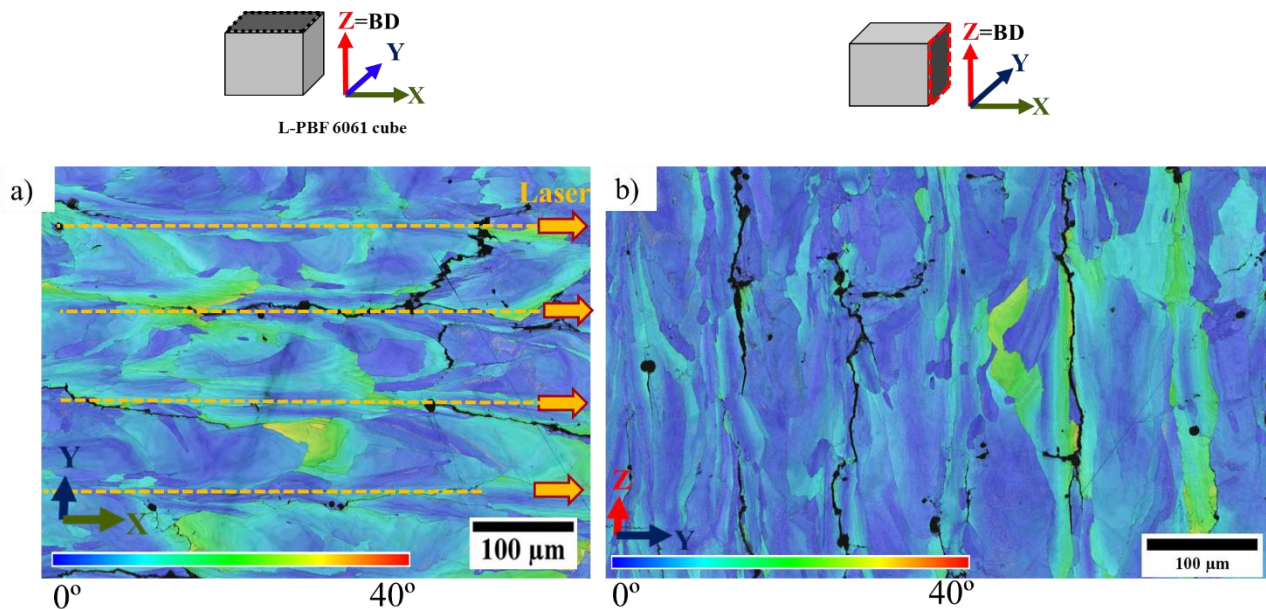 Z=BD
Y
X
L-PBF 6061 cube
Z=BD
Y
X
a)
Laser
Y
X
100 µm
0º
40º
b)
Z
Y
100 µm
0º
40º